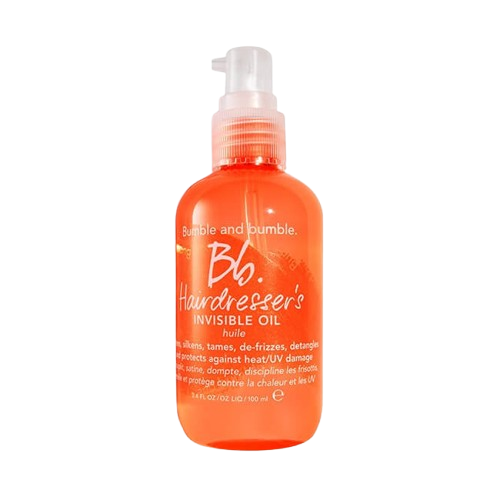 Bumble and bumble.
Bb.
Hairdresser's
INVISIBLE OIL
huile
silkens, tames, de-frizzes, detangles
protects against heat/UV damage
satine, dompte, discipline les frisottis,
et protège contre la chaleur et les UV
3.4 FL OZ/OZ LIQ / 100 ml ℮